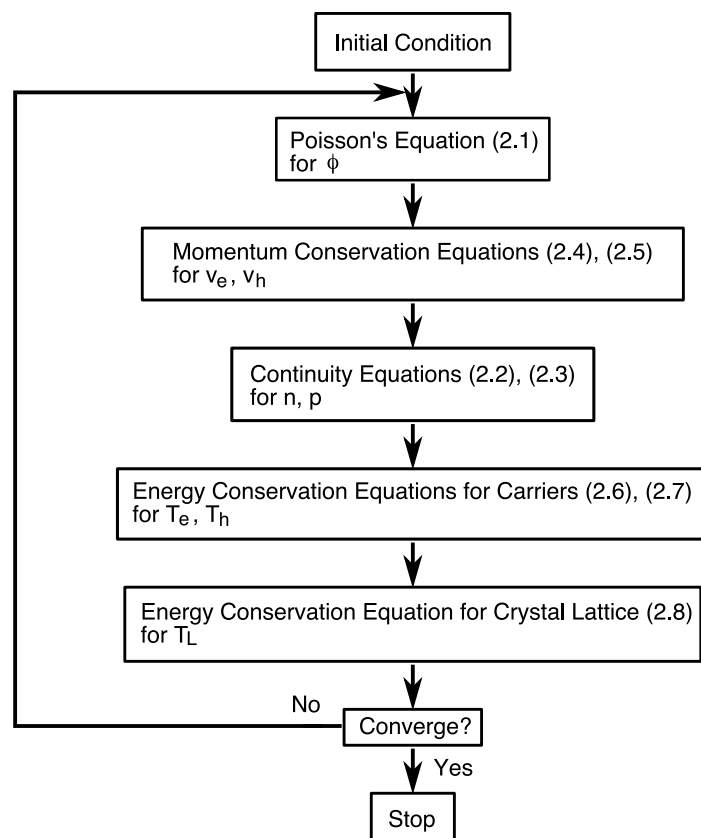 Initial Condition
Poisson's Equation (2.1)
for ϕ
Momentum Conservation Equations (2.4), (2.5)
for vₑ, vₕ
Continuity Equations (2.2), (2.3)
for n, p
Energy Conservation Equations for Carriers (2.6), (2.7)
for Tₑ, Tₕ
Energy Conservation Equation for Crystal Lattice (2.8)
for T_L
No
Converge?
Yes
Stop